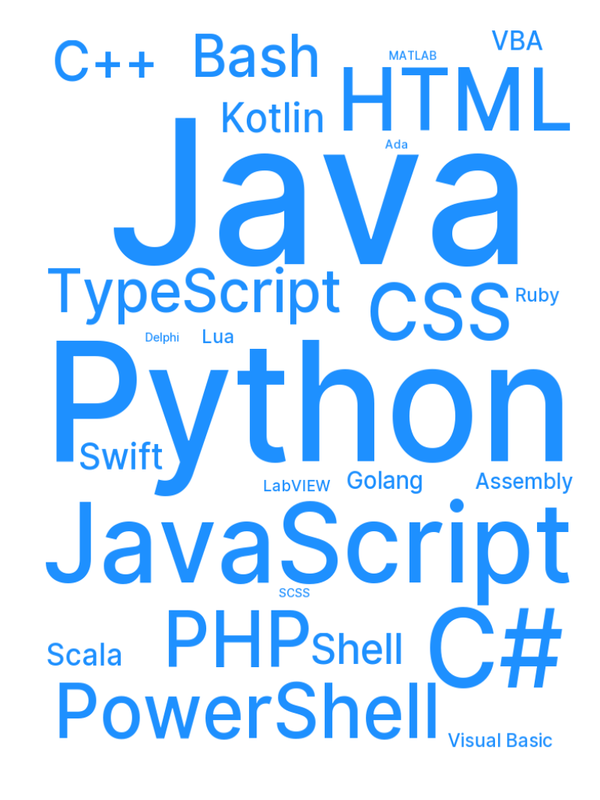 VBA
C++
Bash
MATLAB
HTML
Kotlin
Ada
Java
TypeScript
CSS
Ruby
Delphi
Lua
Python
Swift
LabVIEW
Golang
Assembly
JavaScript
SCSS
PHP
Shell
C#
Scala
PowerShell
Visual Basic